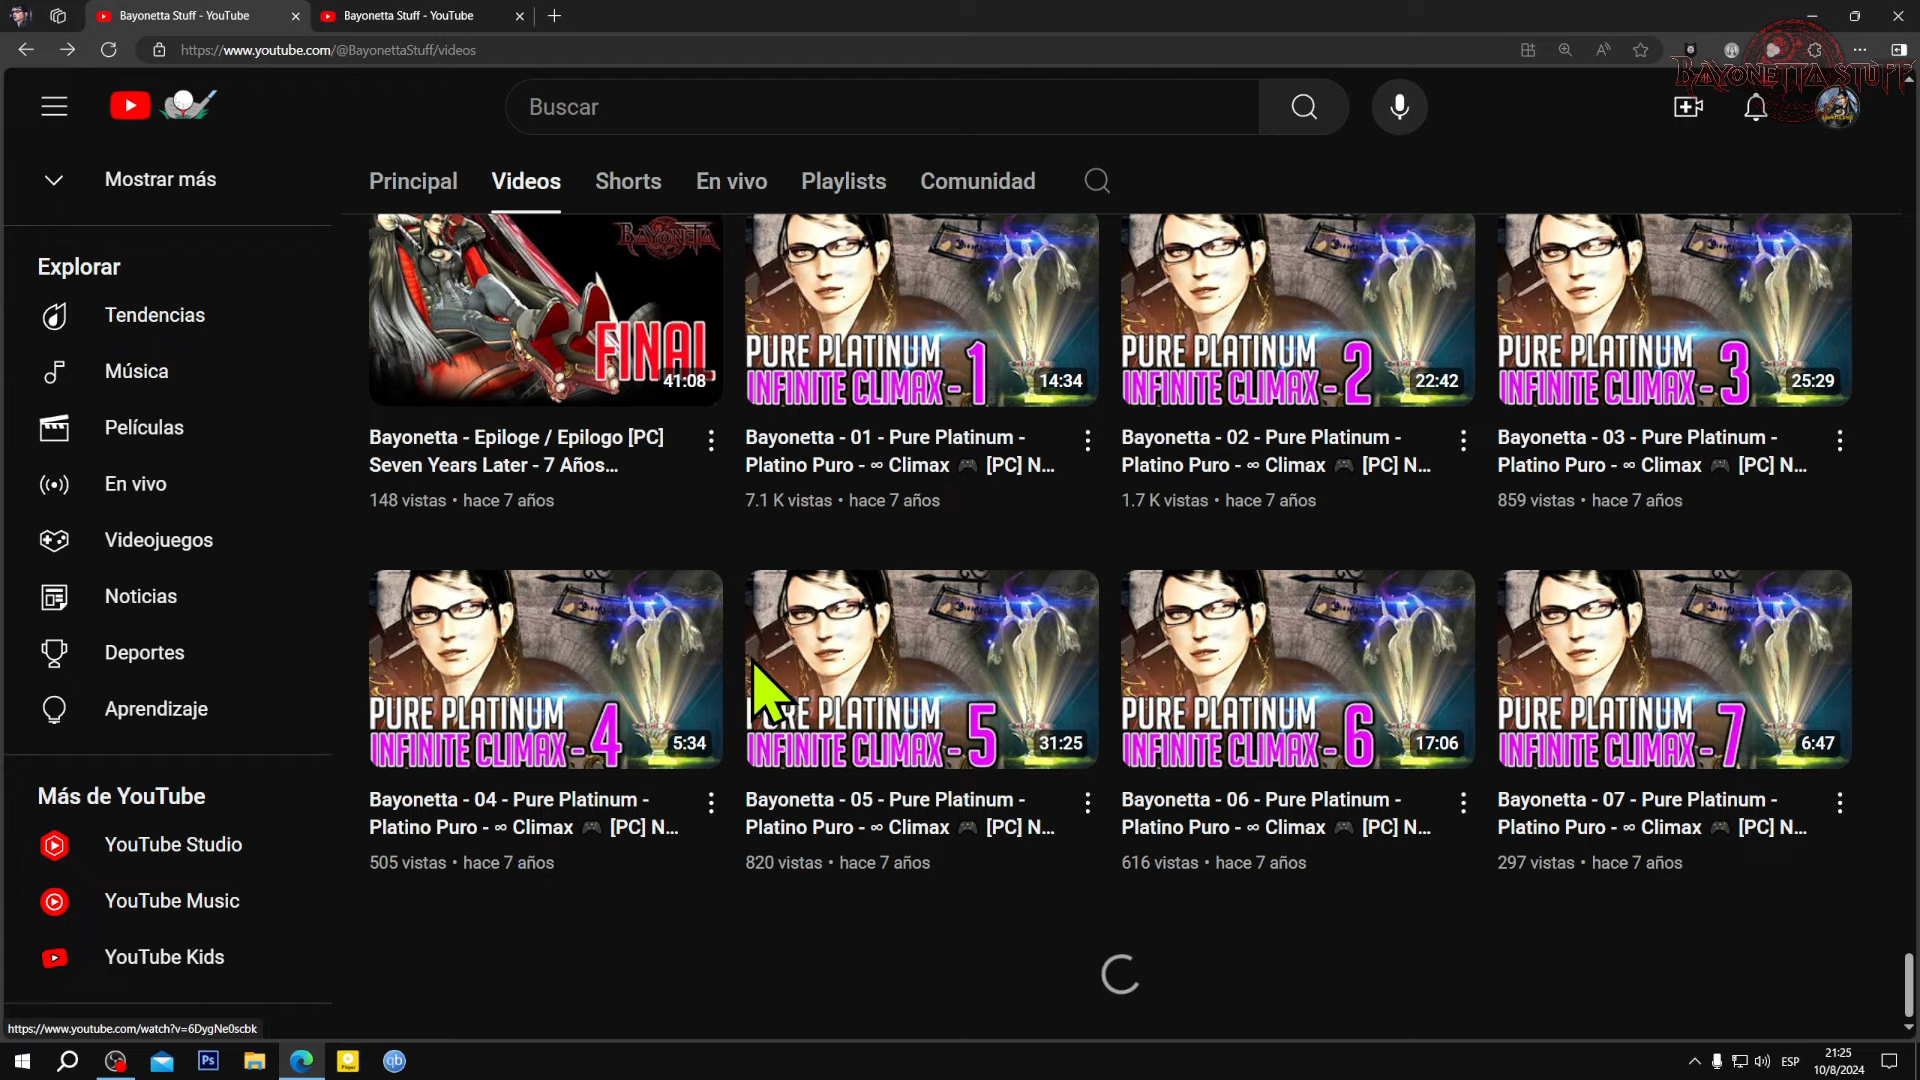 Bayonetta Stuff - YouTube
Bayonetta Stuff - YouTube
https://www.youtube.com/@BayonettaStuff/videos
BAYONETTA STUFF
Buscar
Mostrar más
Principal
Videos
Shorts
En vivo
Playlists
Comunidad
Explorar
Tendencias
Música
Películas
En vivo
Videojuegos
Noticias
Deportes
Aprendizaje
Más de YouTube
YouTube Studio
YouTube Music
YouTube Kids
BAYONETTA
FINAL
41:08
Bayonetta - Epiloge / Epilogo [PC]
Seven Years Later - 7 Años...
148 vistas • hace 7 años
PURE PLATINUM
INFINITE CLIMAX - 1
14:34
Bayonetta - 01 - Pure Platinum -
Platino Puro - ∞ Climax 🎮 [PC] N...
7.1 K vistas • hace 7 años
PURE PLATINUM
INFINITE CLIMAX - 2
22:42
Bayonetta - 02 - Pure Platinum -
Platino Puro - ∞ Climax 🎮 [PC] N...
1.7 K vistas • hace 7 años
PURE PLATINUM
INFINITE CLIMAX - 3
25:29
Bayonetta - 03 - Pure Platinum -
Platino Puro - ∞ Climax 🎮 [PC] N...
859 vistas • hace 7 años
PURE PLATINUM
INFINITE CLIMAX - 4
5:34
Bayonetta - 04 - Pure Platinum -
Platino Puro - ∞ Climax 🎮 [PC] N...
505 vistas • hace 7 años
PURE PLATINUM
INFINITE CLIMAX - 5
31:25
Bayonetta - 05 - Pure Platinum -
Platino Puro - ∞ Climax 🎮 [PC] N...
820 vistas • hace 7 años
PURE PLATINUM
INFINITE CLIMAX - 6
17:06
Bayonetta - 06 - Pure Platinum -
Platino Puro - ∞ Climax 🎮 [PC] N...
616 vistas • hace 7 años
PURE PLATINUM
INFINITE CLIMAX - 7
6:47
Bayonetta - 07 - Pure Platinum -
Platino Puro - ∞ Climax 🎮 [PC] N...
297 vistas • hace 7 años
https://www.youtube.com/watch?v=6DygNe0scbk
Ps
Player
qb
ESP
21:25
10/8/2024